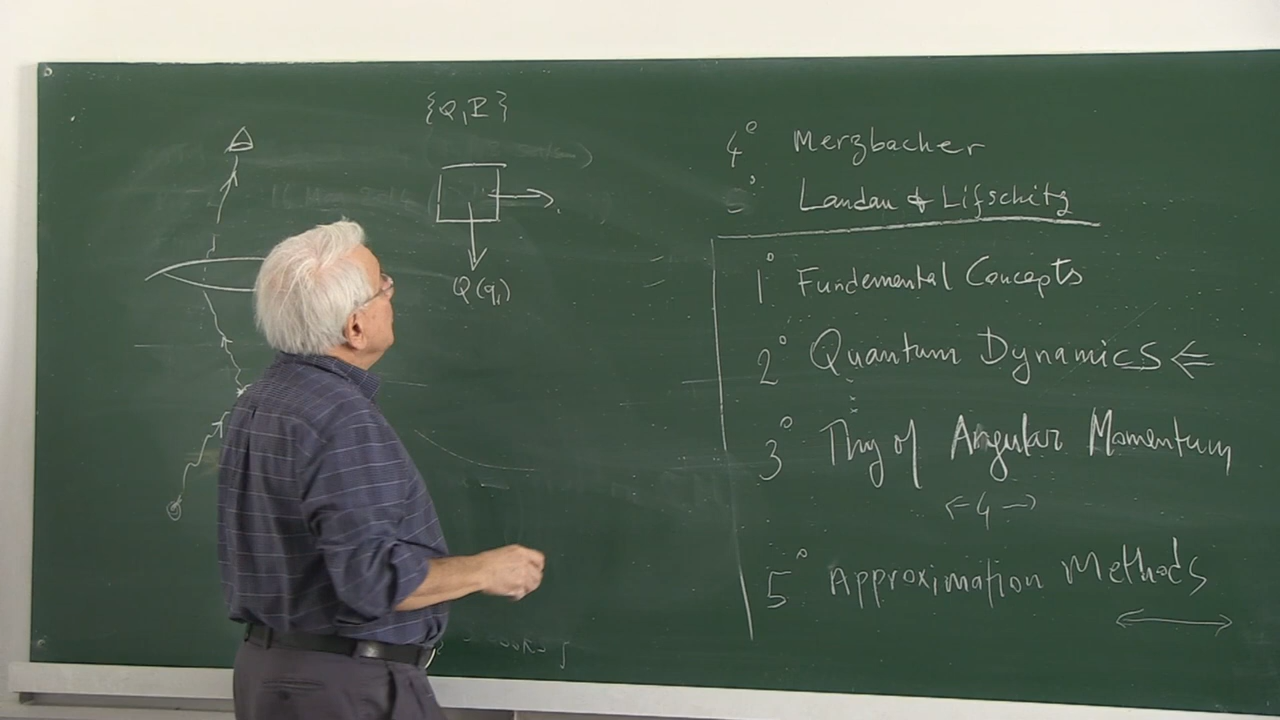 {Q, P}
Q(q,)
4° Merzbacher
° Landau & Lifschitz
1° Fundemental Concepts
2° Quantum Dynamics ⇐
3° Thy of Angular Momentum
← 4 →
5° Approximation Methods